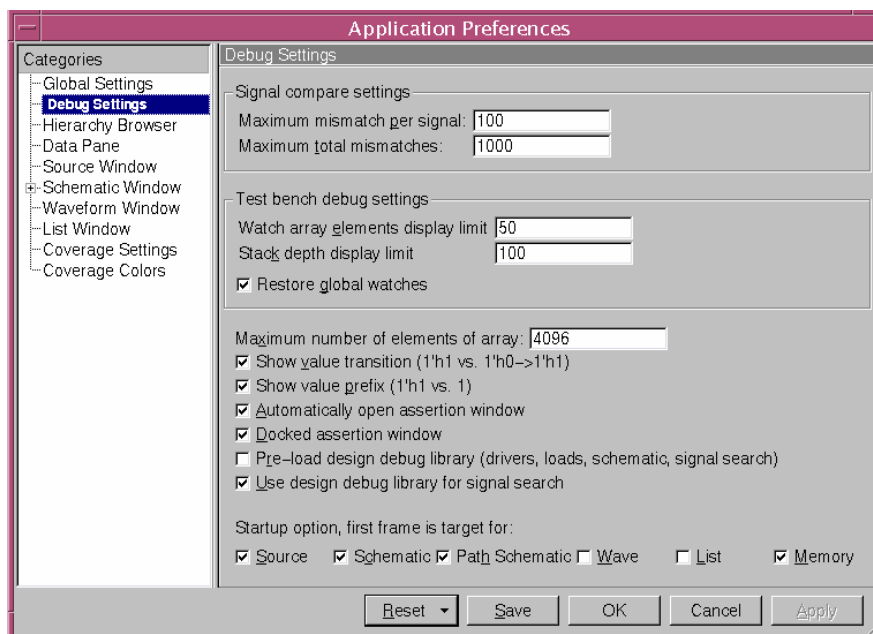 Application Preferences
Categories
Global Settings
Debug Settings
Hierarchy Browser
Data Pane
Source Window
Schematic Window
Waveform Window
List Window
Coverage Settings
Coverage Colors
Debug Settings
Signal compare settings
Maximum mismatch per signal: 100
Maximum total mismatches: 1000
Test bench debug settings
Watch array elements display limit 50
Stack depth display limit 100
Restore global watches
Maximum number of elements of array: 4096
Show value transition (1'h1 vs. 1'h0->1'h1)
Show value prefix (1'h1 vs. 1)
Automatically open assertion window
Docked assertion window
Pre-load design debug library (drivers, loads, schematic, signal search)
Use design debug library for signal search
Startup option, first frame is target for:
Source Schematic Path Schematic Wave List Memory
Reset Save OK Cancel Apply